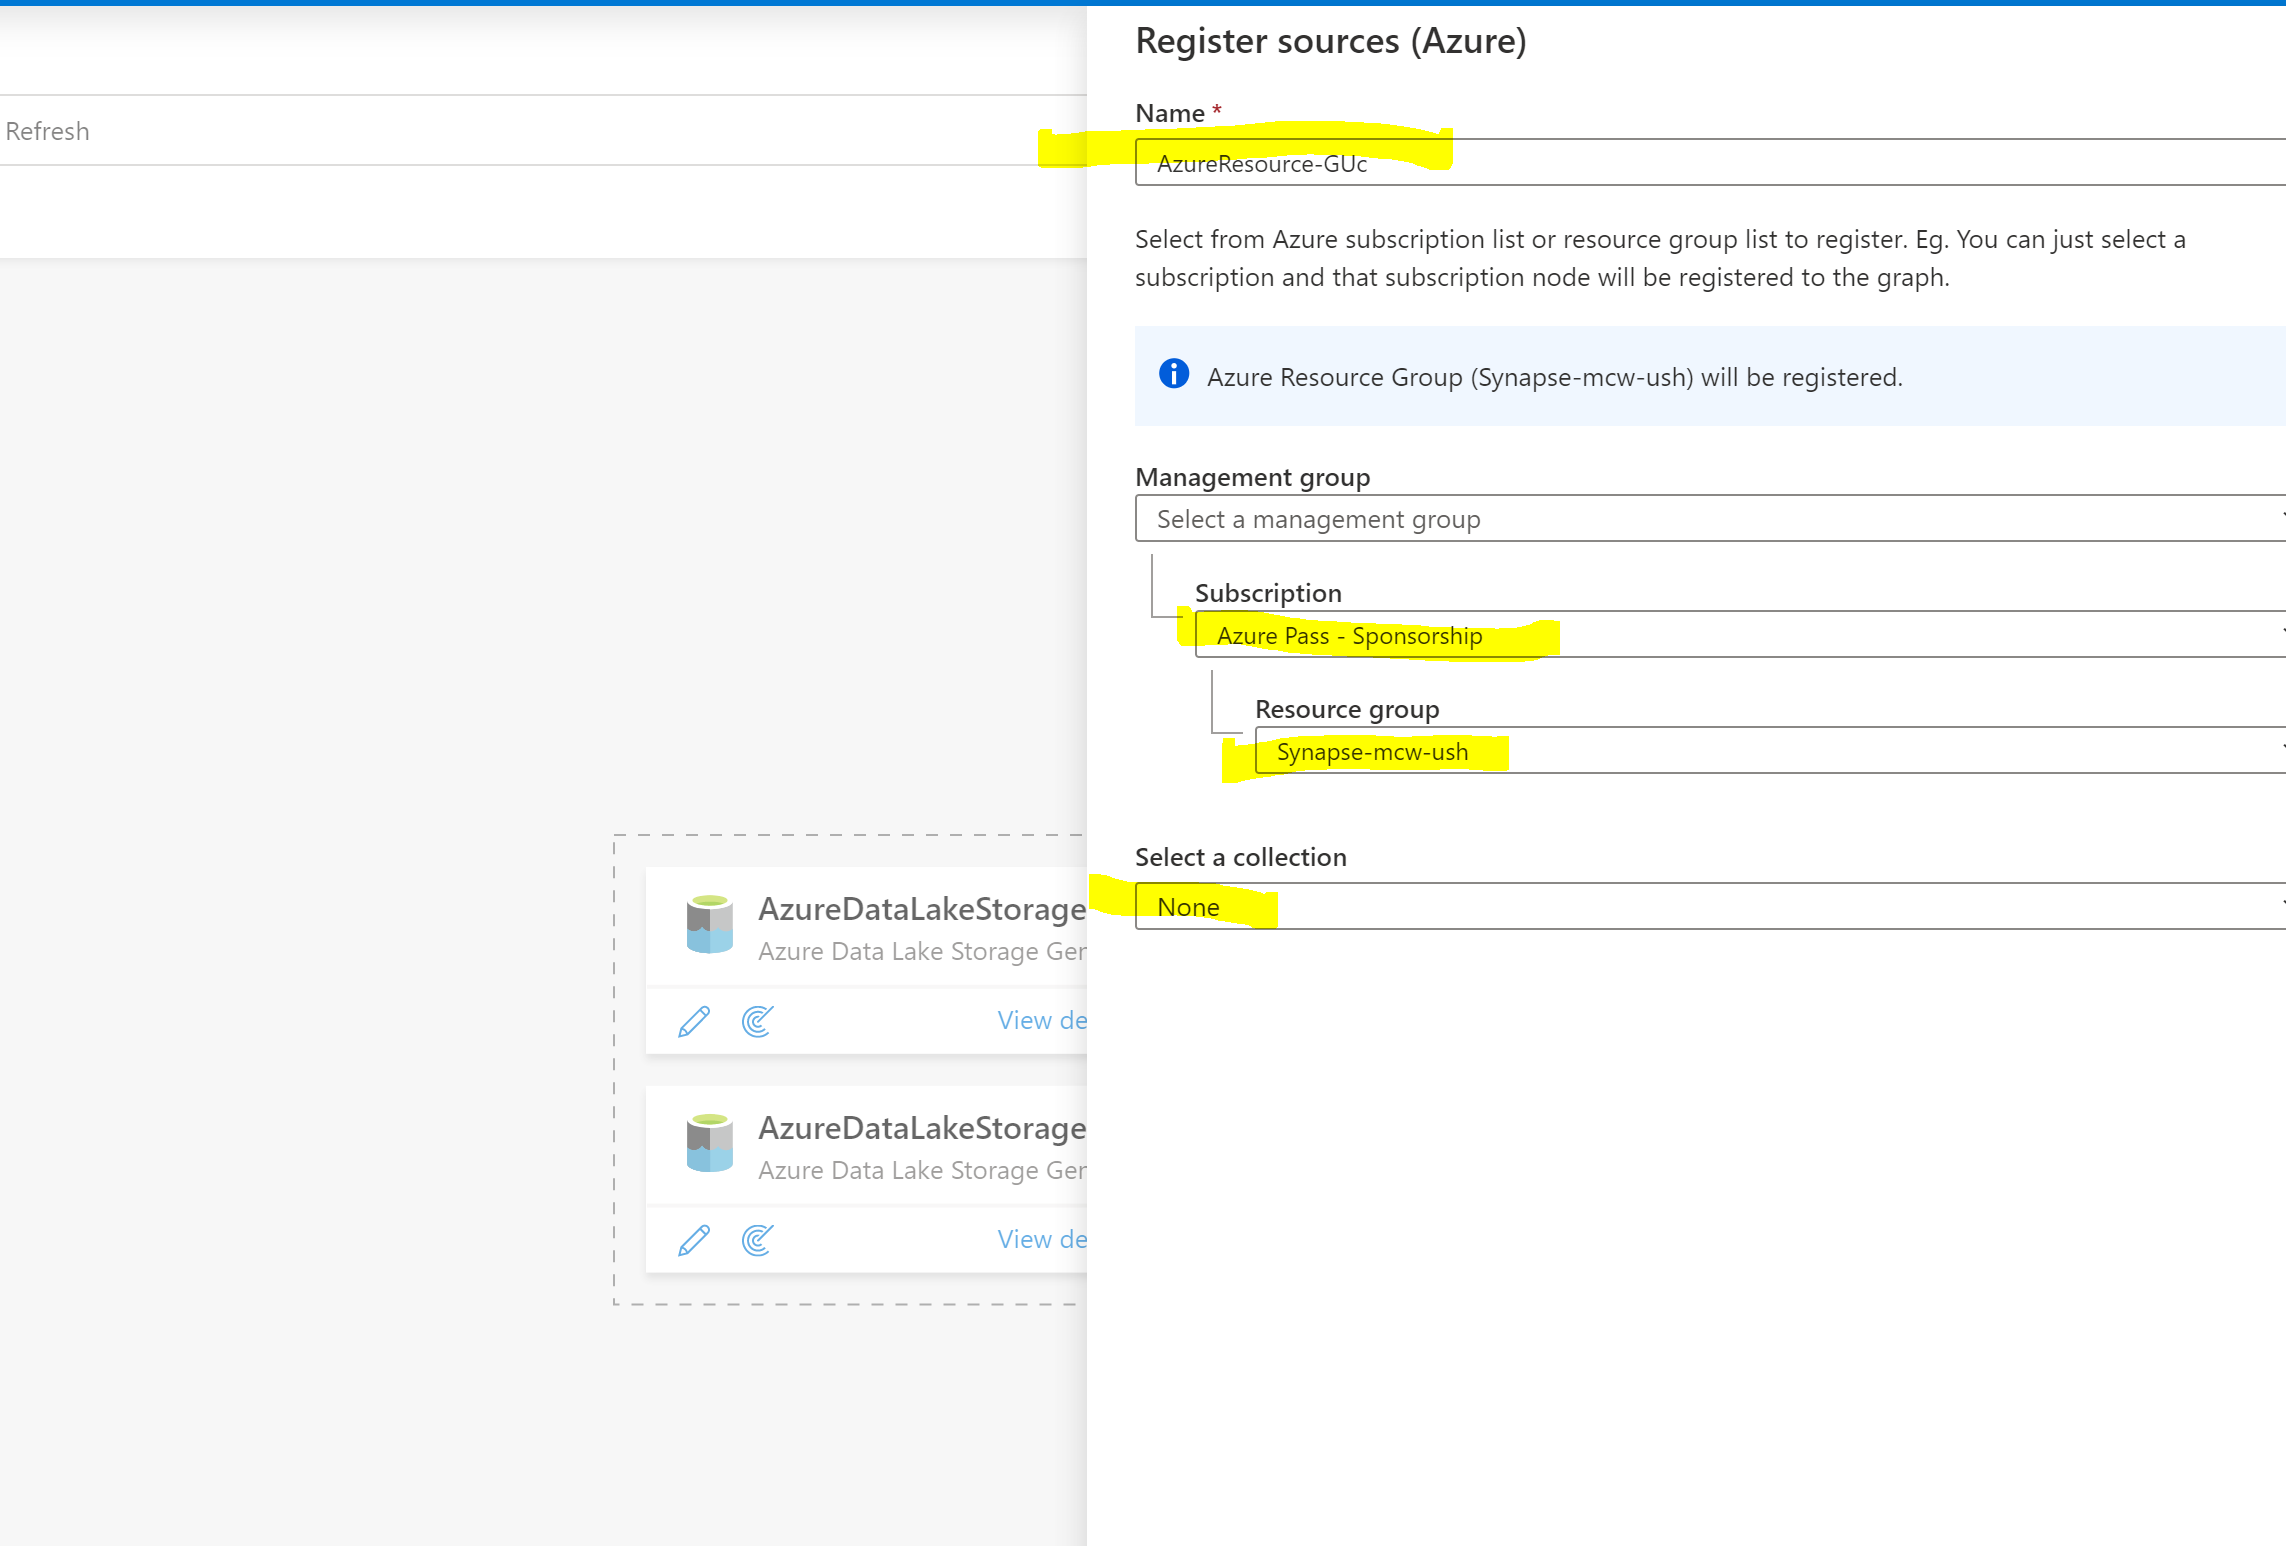 Refresh
Register sources (Azure)
Name *
AzureResource-GUc
Select from Azure subscription list or resource group list to register. Eg. You can just select a
subscription and that subscription node will be registered to the graph.
Azure Resource Group (Synapse-mcw-ush) will be registered.
Management group
Select a management group
Subscription
Azure Pass - Sponsorship
Resource group
Synapse-mcw-ush
Select a collection
None
AzureDataLakeStorage
Azure Data Lake Storage Ger
View de
AzureDataLakeStorage
Azure Data Lake Storage Ger
View de